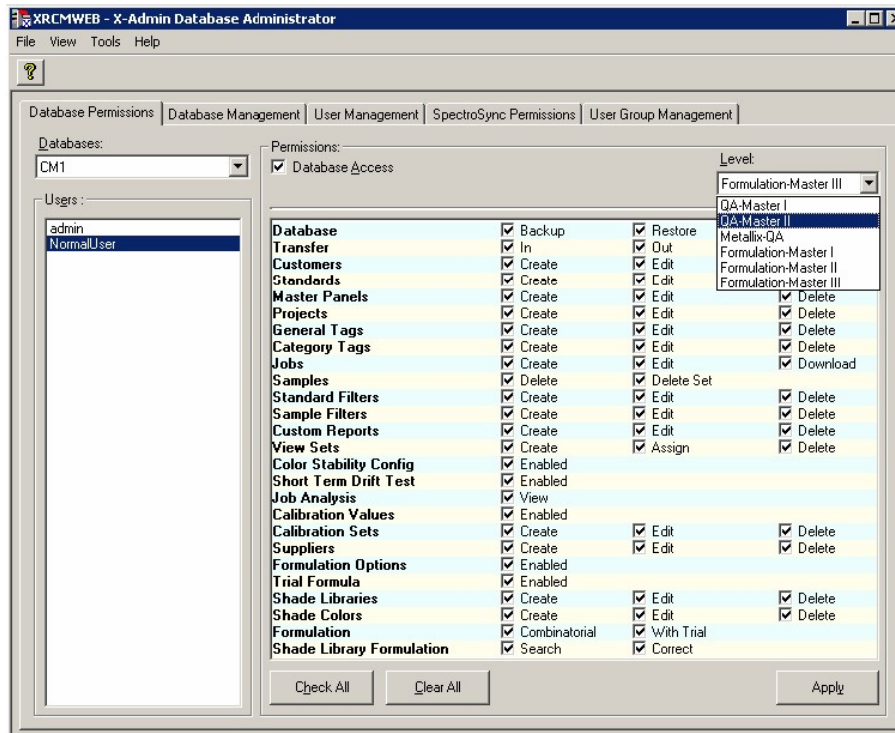 XRCMWEB - X-Admin Database Administrator
File View Tools Help
Database Permissions Database Management User Management SpectroSync Permissions User Group Management
Databases:
CM1
Users :
admin
NormalUser
Permissions:
Database Access
Level:
Formulation-Master III
QA-Master I
QA-Master II
Metallix-QA
Formulation-Master I
Formulation-Master II
Formulation-Master III
Database Backup Restore
Transfer In Out
Customers Create Edit
Standards Create Edit
Master Panels Create Edit Delete
Projects Create Edit Delete
General Tags Create Edit Delete
Category Tags Create Edit Delete
Jobs Create Edit Download
Samples Delete Delete Set
Standard Filters Create Edit Delete
Sample Filters Create Edit Delete
Custom Reports Create Edit Delete
View Sets Create Assign Delete
Color Stability Config Enabled
Short Term Drift Test Enabled
Job Analysis View
Calibration Values Enabled
Calibration Sets Create Edit Delete
Suppliers Create Edit Delete
Formulation Options Enabled
Trial Formula Enabled
Shade Libraries Create Edit Delete
Shade Colors Create Edit Delete
Formulation Combinatorial With Trial
Shade Library Formulation Search Correct
Check All Clear All Apply